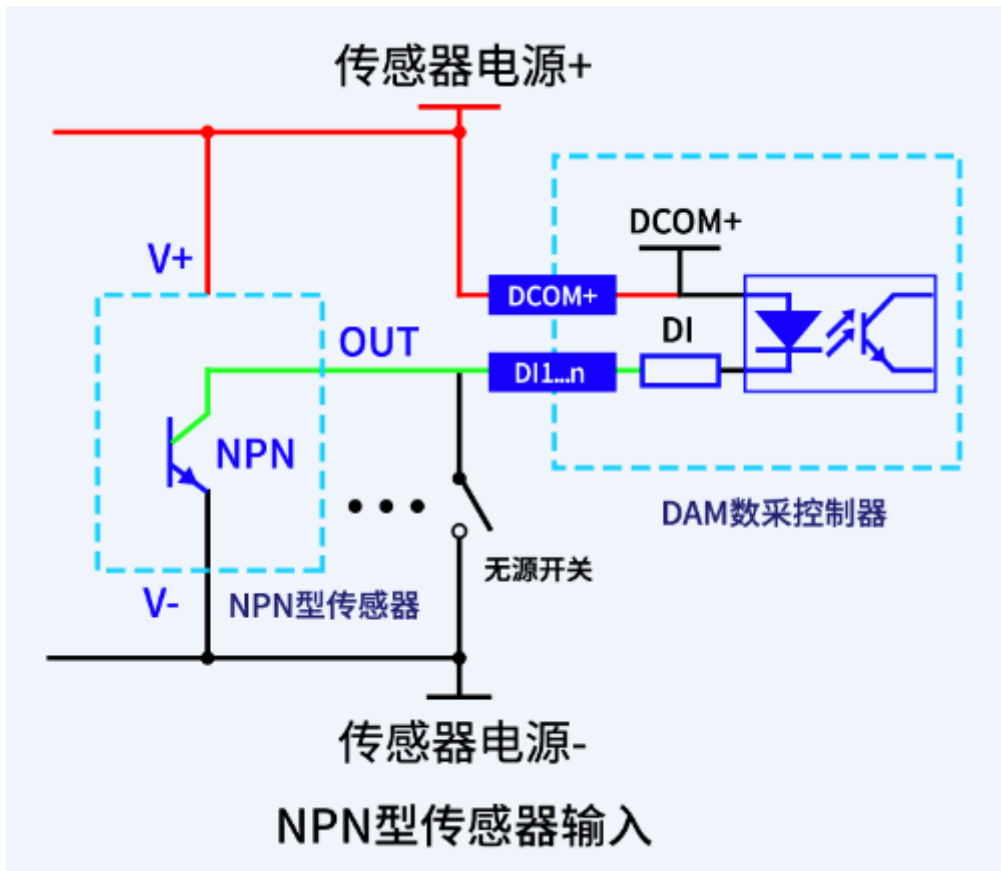 传感器电源+
DCOM+
V+
DCOM+
OUT
DI
DI1...n
NPN
DAM数采控制器
无源开关
V-
NPN型传感器
传感器电源-
NPN型传感器输入